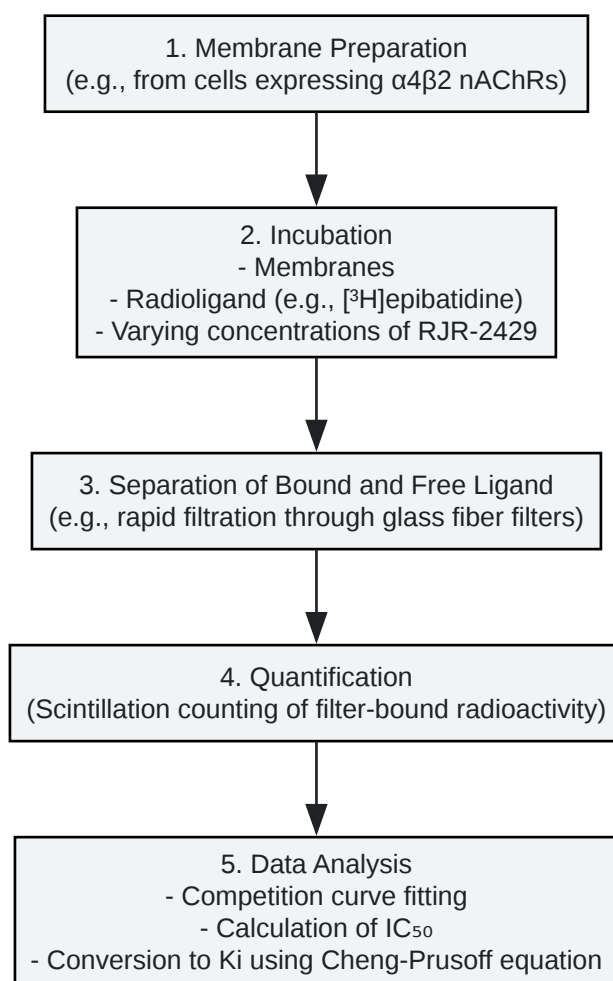 1. Membrane Preparation
(e.g., from cells expressing α4β2 nAChRs)
2. Incubation
- Membranes
- Radioligand (e.g., [³H]epibatidine)
- Varying concentrations of RJR-2429
3. Separation of Bound and Free Ligand
(e.g., rapid filtration through glass fiber filters)
4. Quantification
(Scintillation counting of filter-bound radioactivity)
5. Data Analysis
- Competition curve fitting
- Calculation of IC₅₀
- Conversion to Ki using Cheng-Prusoff equation